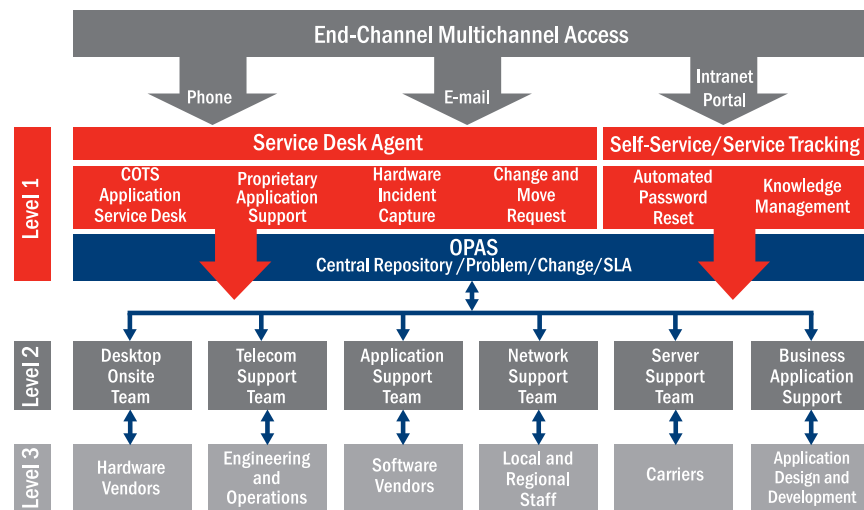 End-Channel Multichannel Access
Phone
E-mail
Intranet
Portal
Level 1
Service Desk Agent
Self-Service/Service Tracking
COTS
Application
Service Desk
Proprietary
Application
Support
Hardware
Incident
Capture
Change and
Move
Request
Automated
Password
Reset
Knowledge
Management
OPAS
Central Repository /Problem/Change/SLA
Level 2
Desktop
Onsite
Team
Telecom
Support
Team
Application
Support
Team
Network
Support
Team
Server
Support
Team
Business
Application
Support
Level 3
Hardware
Vendors
Engineering
and
Operations
Software
Vendors
Local and
Regional
Staff
Carriers
Application
Design and
Development